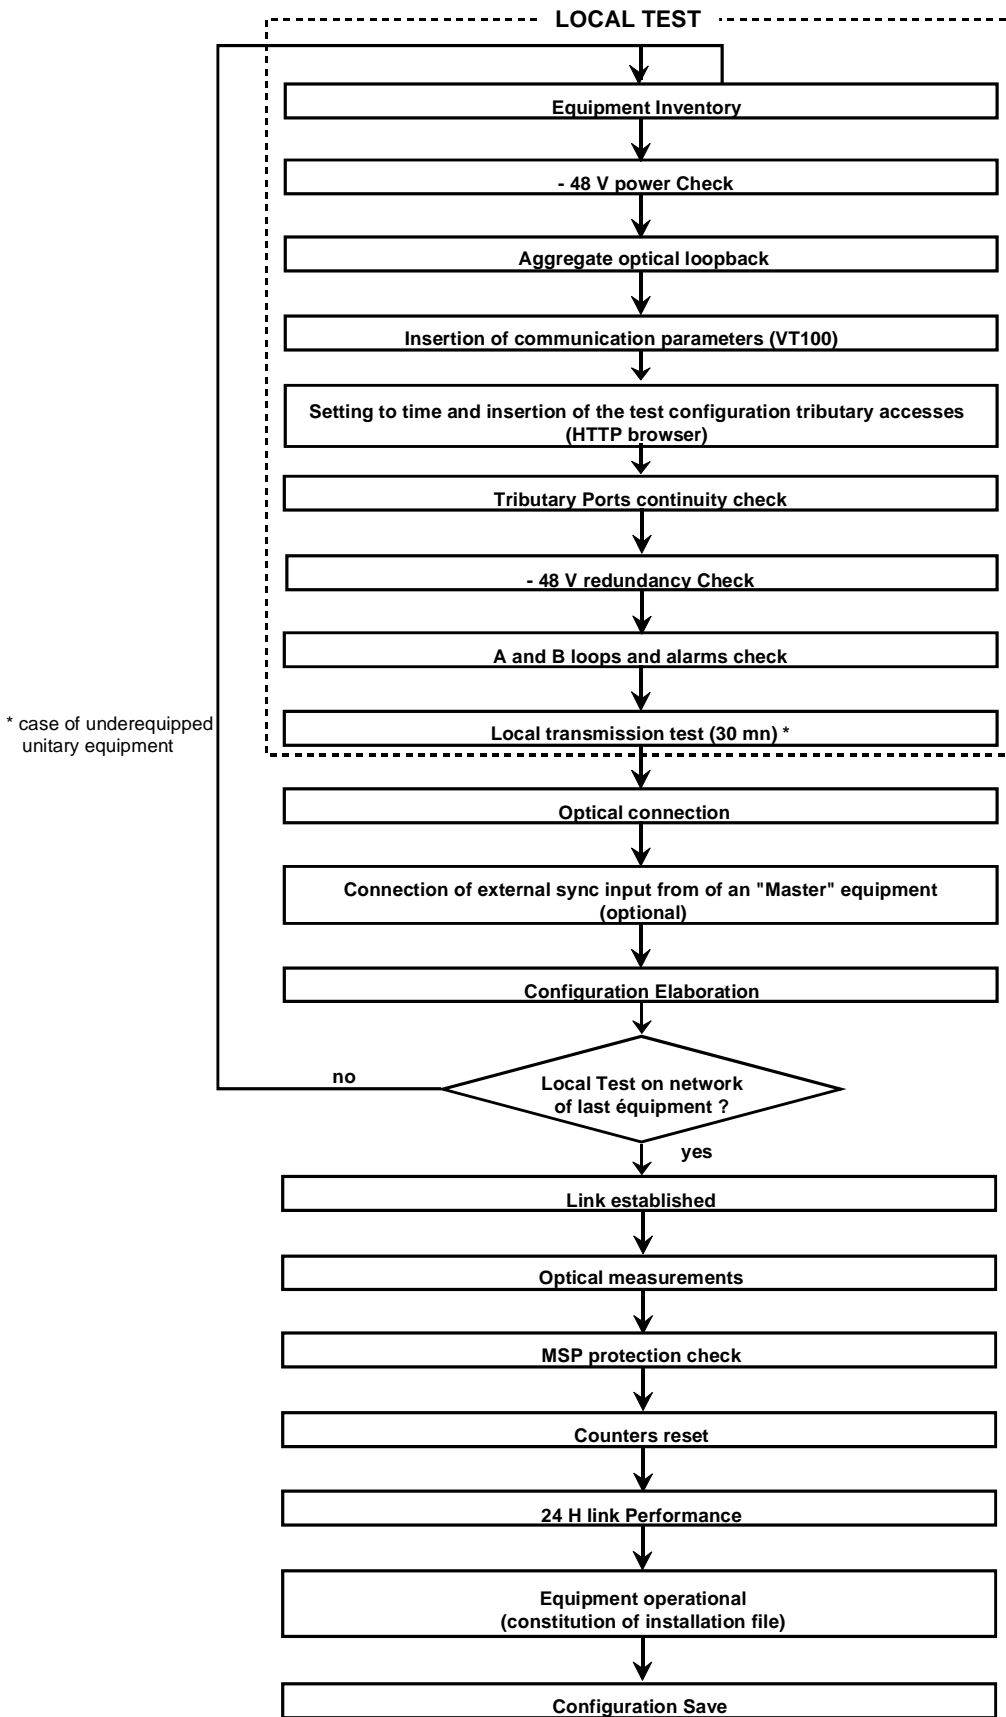 LOCAL TEST
Equipment Inventory
- 48 V power Check
Aggregate optical loopback
Insertion of communication parameters (VT100)
Setting to time and insertion of the test configuration tributary accesses
(HTTP browser)
Tributary Ports continuity check
- 48 V redundancy Check
A and B loops and alarms check
* case of underequipped
unitary equipment
Local transmission test (30 mn) *
Optical connection
Connection of external sync input from of an "Master" equipment
(optional)
Configuration Elaboration
no
Local Test on network
of last équipment ?
yes
Link established
Optical measurements
MSP protection check
Counters reset
24 H link Performance
Equipment operational
(constitution of installation file)
Configuration Save